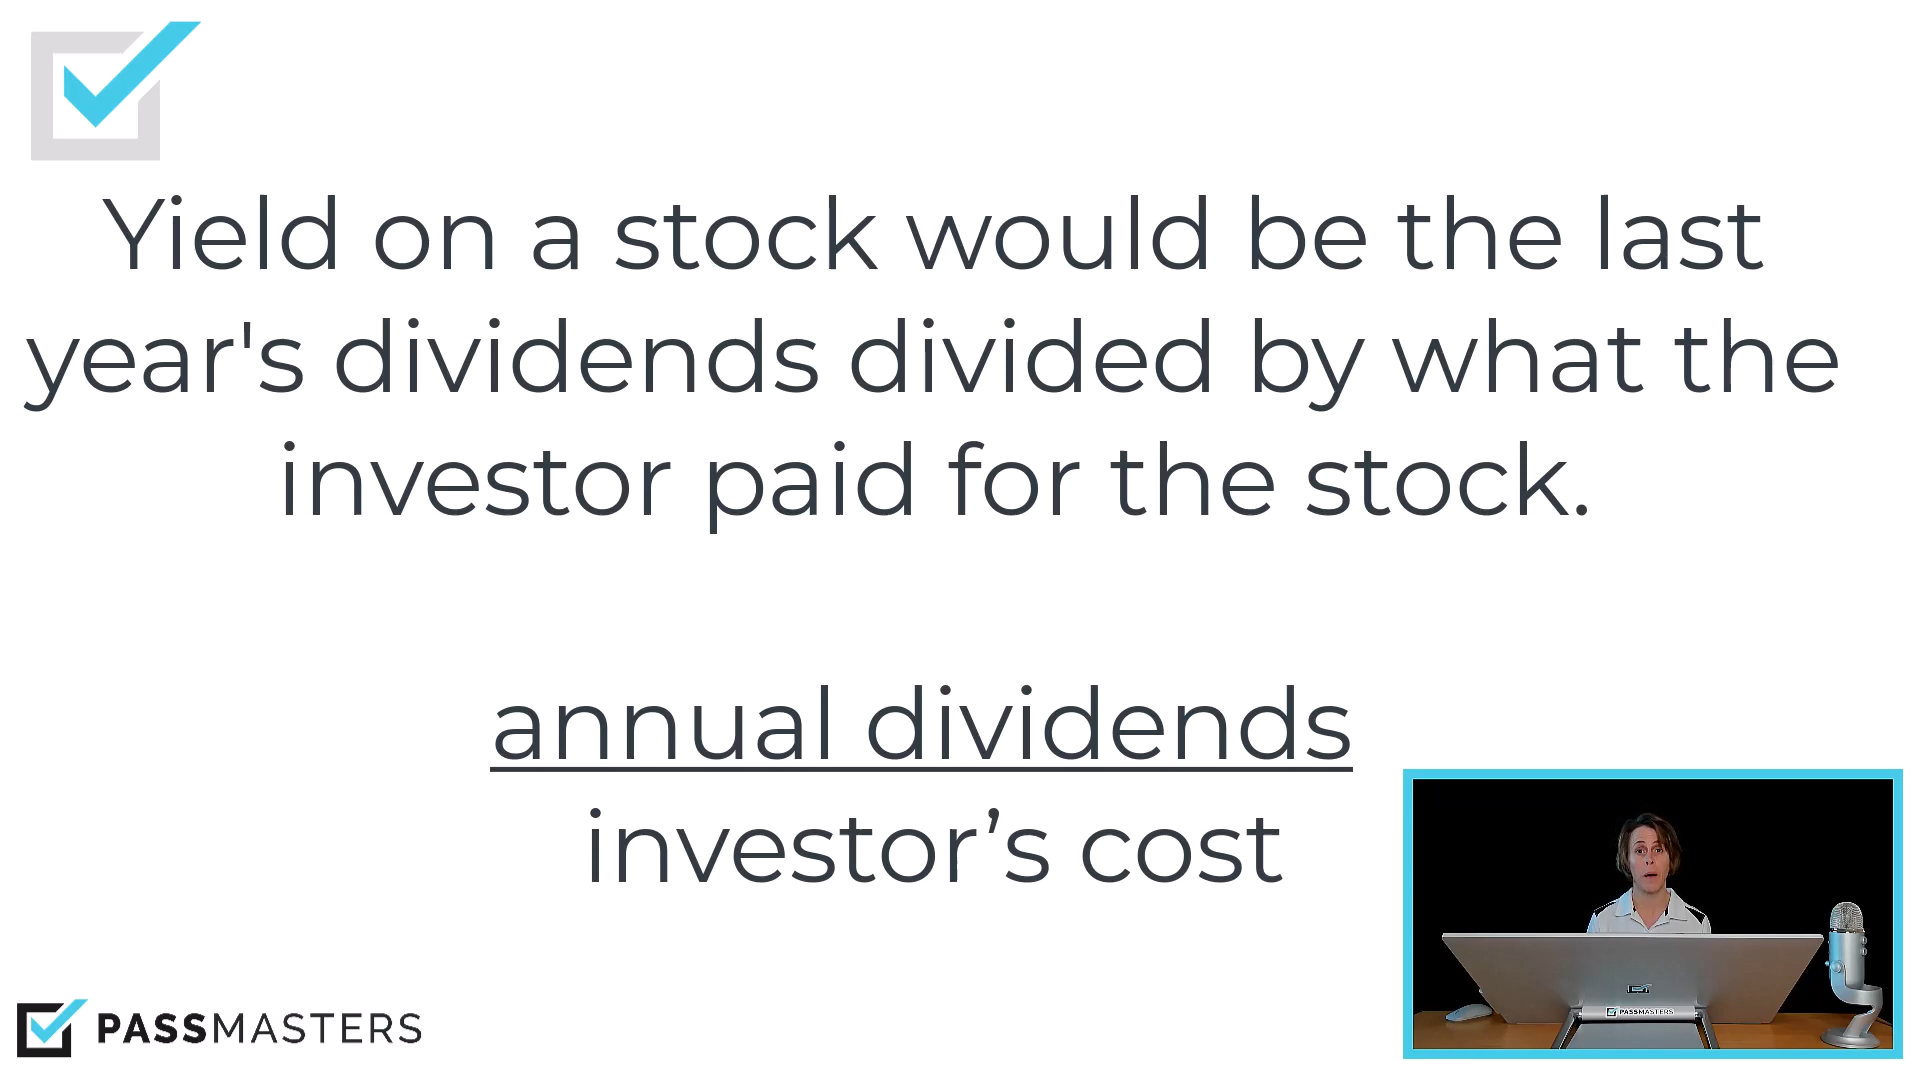 Yield on a stock would be the last
year's dividends divided by what the
investor paid for the stock.
annual dividends
investor’s cost
PASSMASTERS
PASSMASTERS